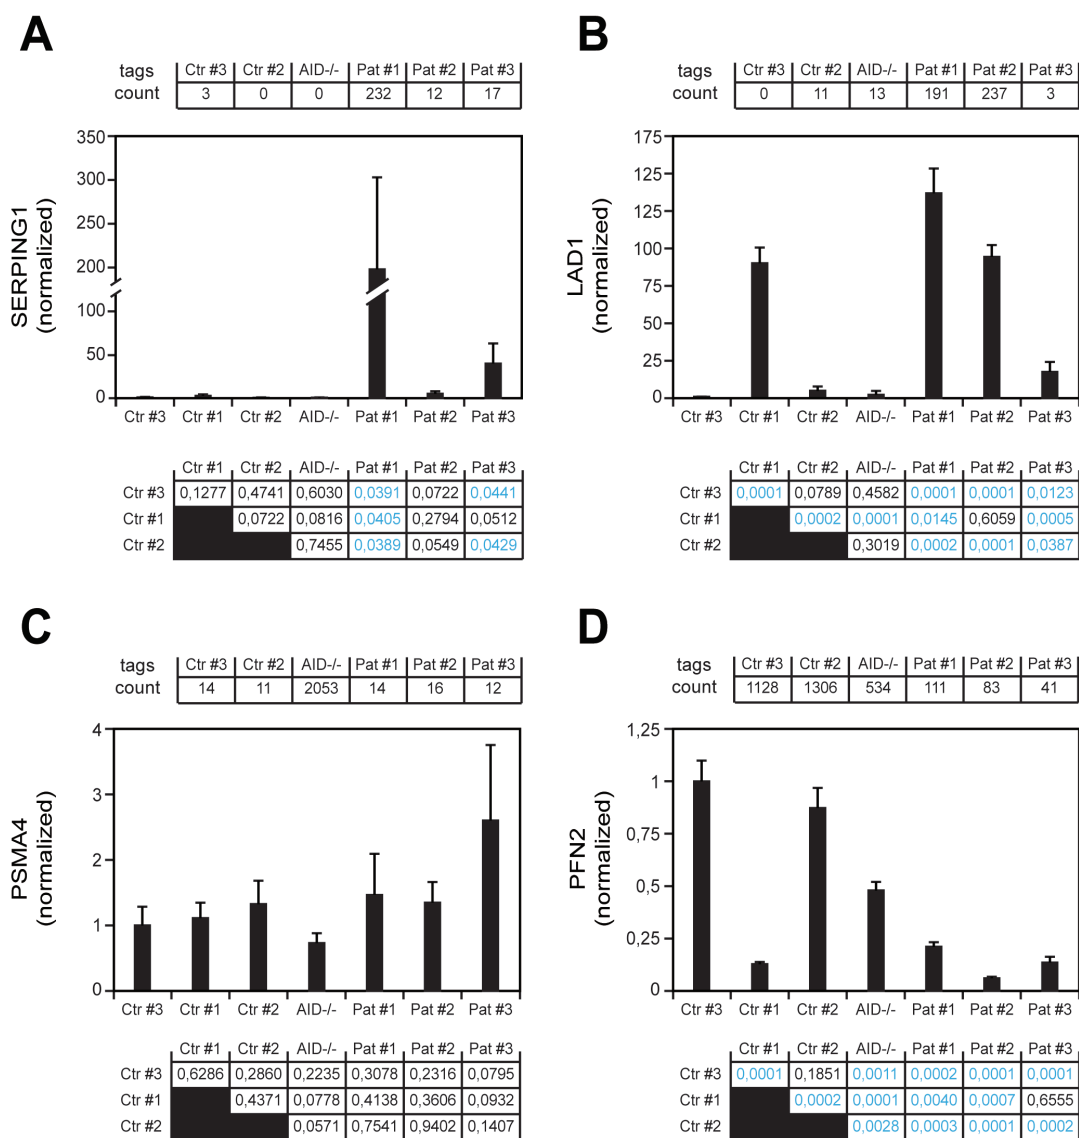 A
tags Ctr #3 Ctr #2 AID-/- Pat #1 Pat #2 Pat #3
count 3 0 0 232 12 17
SERPING1
(normalized)
350
300
250
200
100
50
0
Ctr #3 Ctr #1 Ctr #2 AID-/- Pat #1 Pat #2 Pat #3
Ctr #1 Ctr #2 AID-/- Pat #1 Pat #2 Pat #3
Ctr #3 0,1277 0,4741 0,6030 0,0391 0,0722 0,0441
Ctr #1 0,0722 0,0816 0,0405 0,2794 0,0512
Ctr #2 0,7455 0,0389 0,0549 0,0429
B
tags Ctr #3 Ctr #2 AID-/- Pat #1 Pat #2 Pat #3
count 0 11 13 191 237 3
LAD1
(normalized)
175
125
125
100
75
50
25
0
Ctr #3 Ctr #1 Ctr #2 AID-/- Pat #1 Pat #2 Pat #3
Ctr #1 Ctr #2 AID-/- Pat #1 Pat #2 Pat #3
Ctr #3 0,0001 0,0789 0,4582 0,0001 0,0001 0,0123
Ctr #1 0,0002 0,0001 0,0145 0,6059 0,0005
Ctr #2 0,3019 0,0002 0,0001 0,0387
C
tags Ctr #3 Ctr #2 AID-/- Pat #1 Pat #2 Pat #3
count 14 11 2053 14 16 12
PSMA4
(normalized)
4
3
2
1
0
Ctr #3 Ctr #1 Ctr #2 AID-/- Pat #1 Pat #2 Pat #3
Ctr #1 Ctr #2 AID-/- Pat #1 Pat #2 Pat #3
Ctr #3 0,6286 0,2860 0,2235 0,3078 0,2316 0,0795
Ctr #1 0,4371 0,0778 0,4138 0,3606 0,0932
Ctr #2 0,0571 0,7541 0,9402 0,1407
D
tags Ctr #3 Ctr #2 AID-/- Pat #1 Pat #2 Pat #3
count 1128 1306 534 111 83 41
PFN2
(normalized)
1,25
1
0,75
0,5
0,25
0
Ctr #3 Ctr #1 Ctr #2 AID-/- Pat #1 Pat #2 Pat #3
Ctr #1 Ctr #2 AID-/- Pat #1 Pat #2 Pat #3
Ctr #3 0,0001 0,1851 0,0011 0,0002 0,0001 0,0001
Ctr #1 0,0002 0,0001 0,0040 0,0007 0,6555
Ctr #2 0,0028 0,0003 0,0001 0,0002